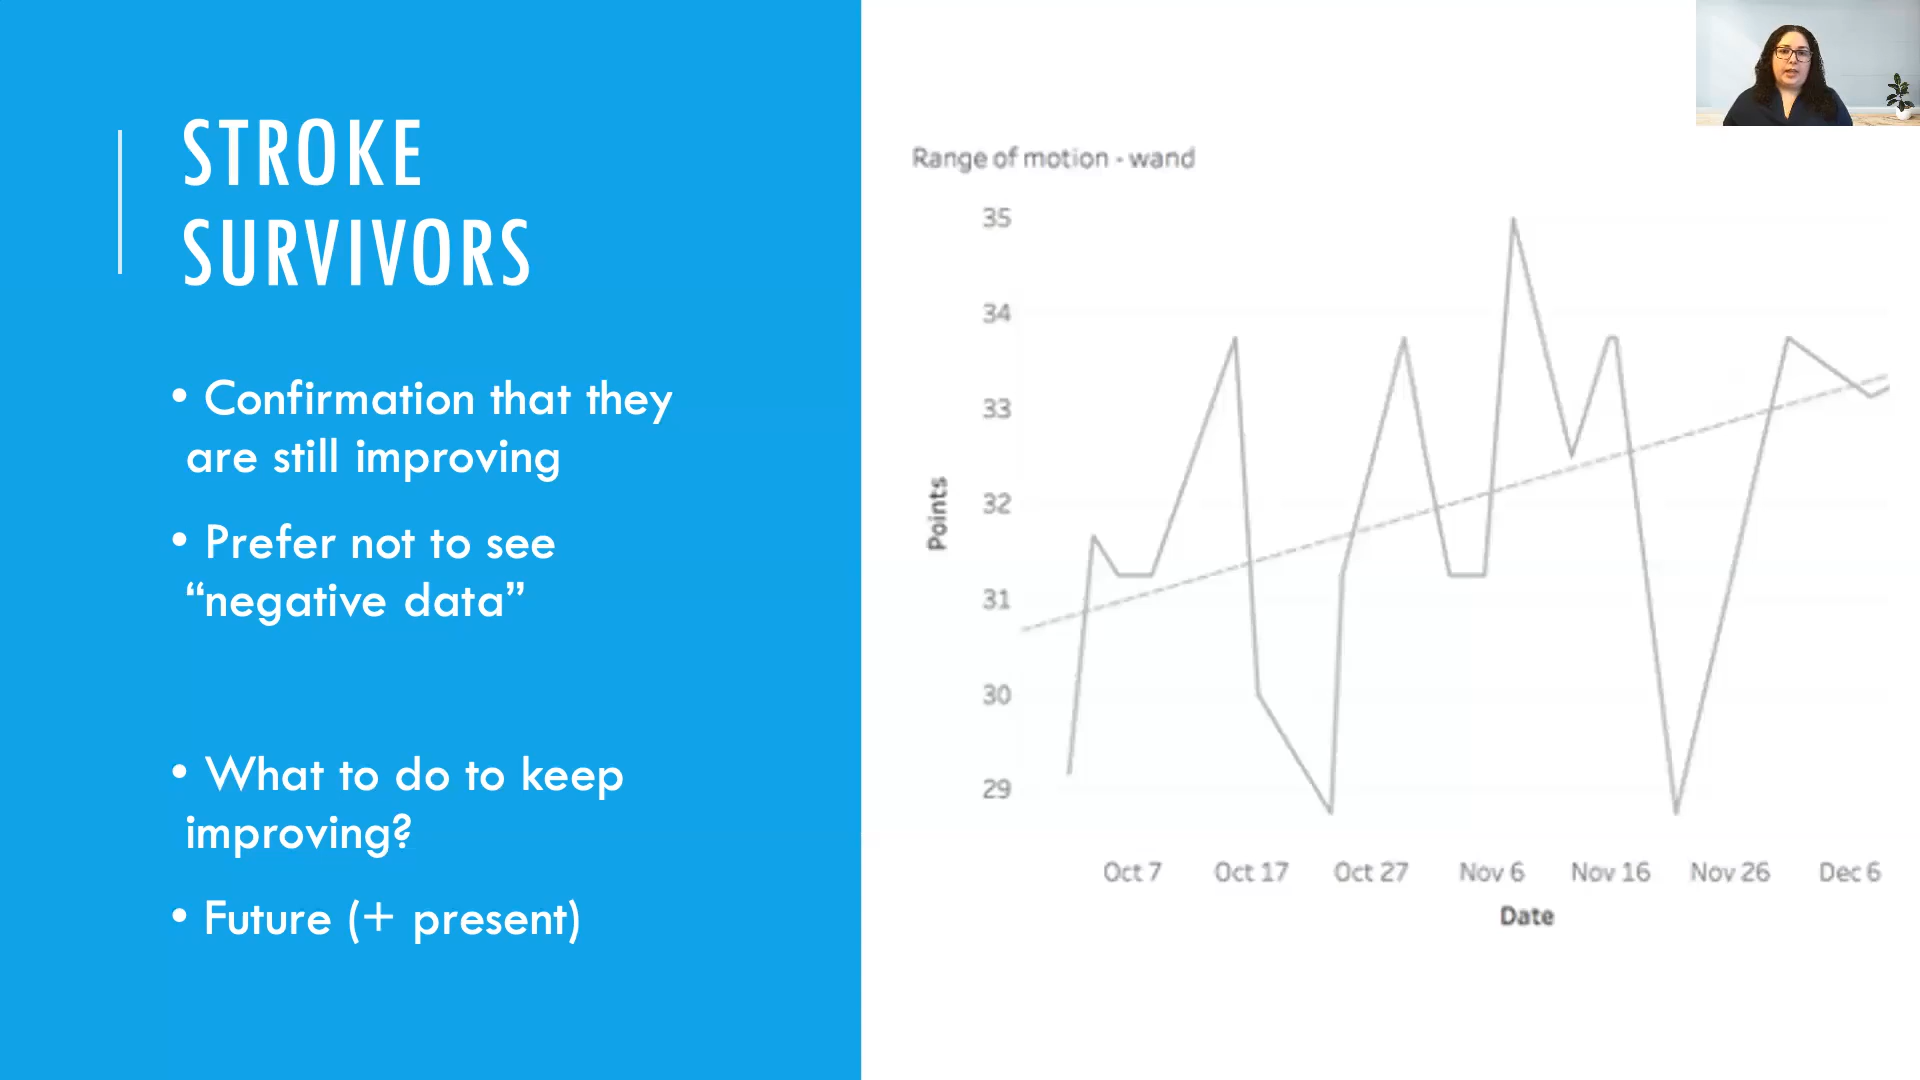 STROKE
SURVIVORS
• Confirmation that they
are still improving
• Prefer not to see
“negative data”
• What to do to keep
improving?
• Future (+ present)
Range of motion - wand
35
34
33
32
31
30
29
Points
Oct 7 Oct 17 Oct 27 Nov 6 Nov 16 Nov 26 Dec 6
Date